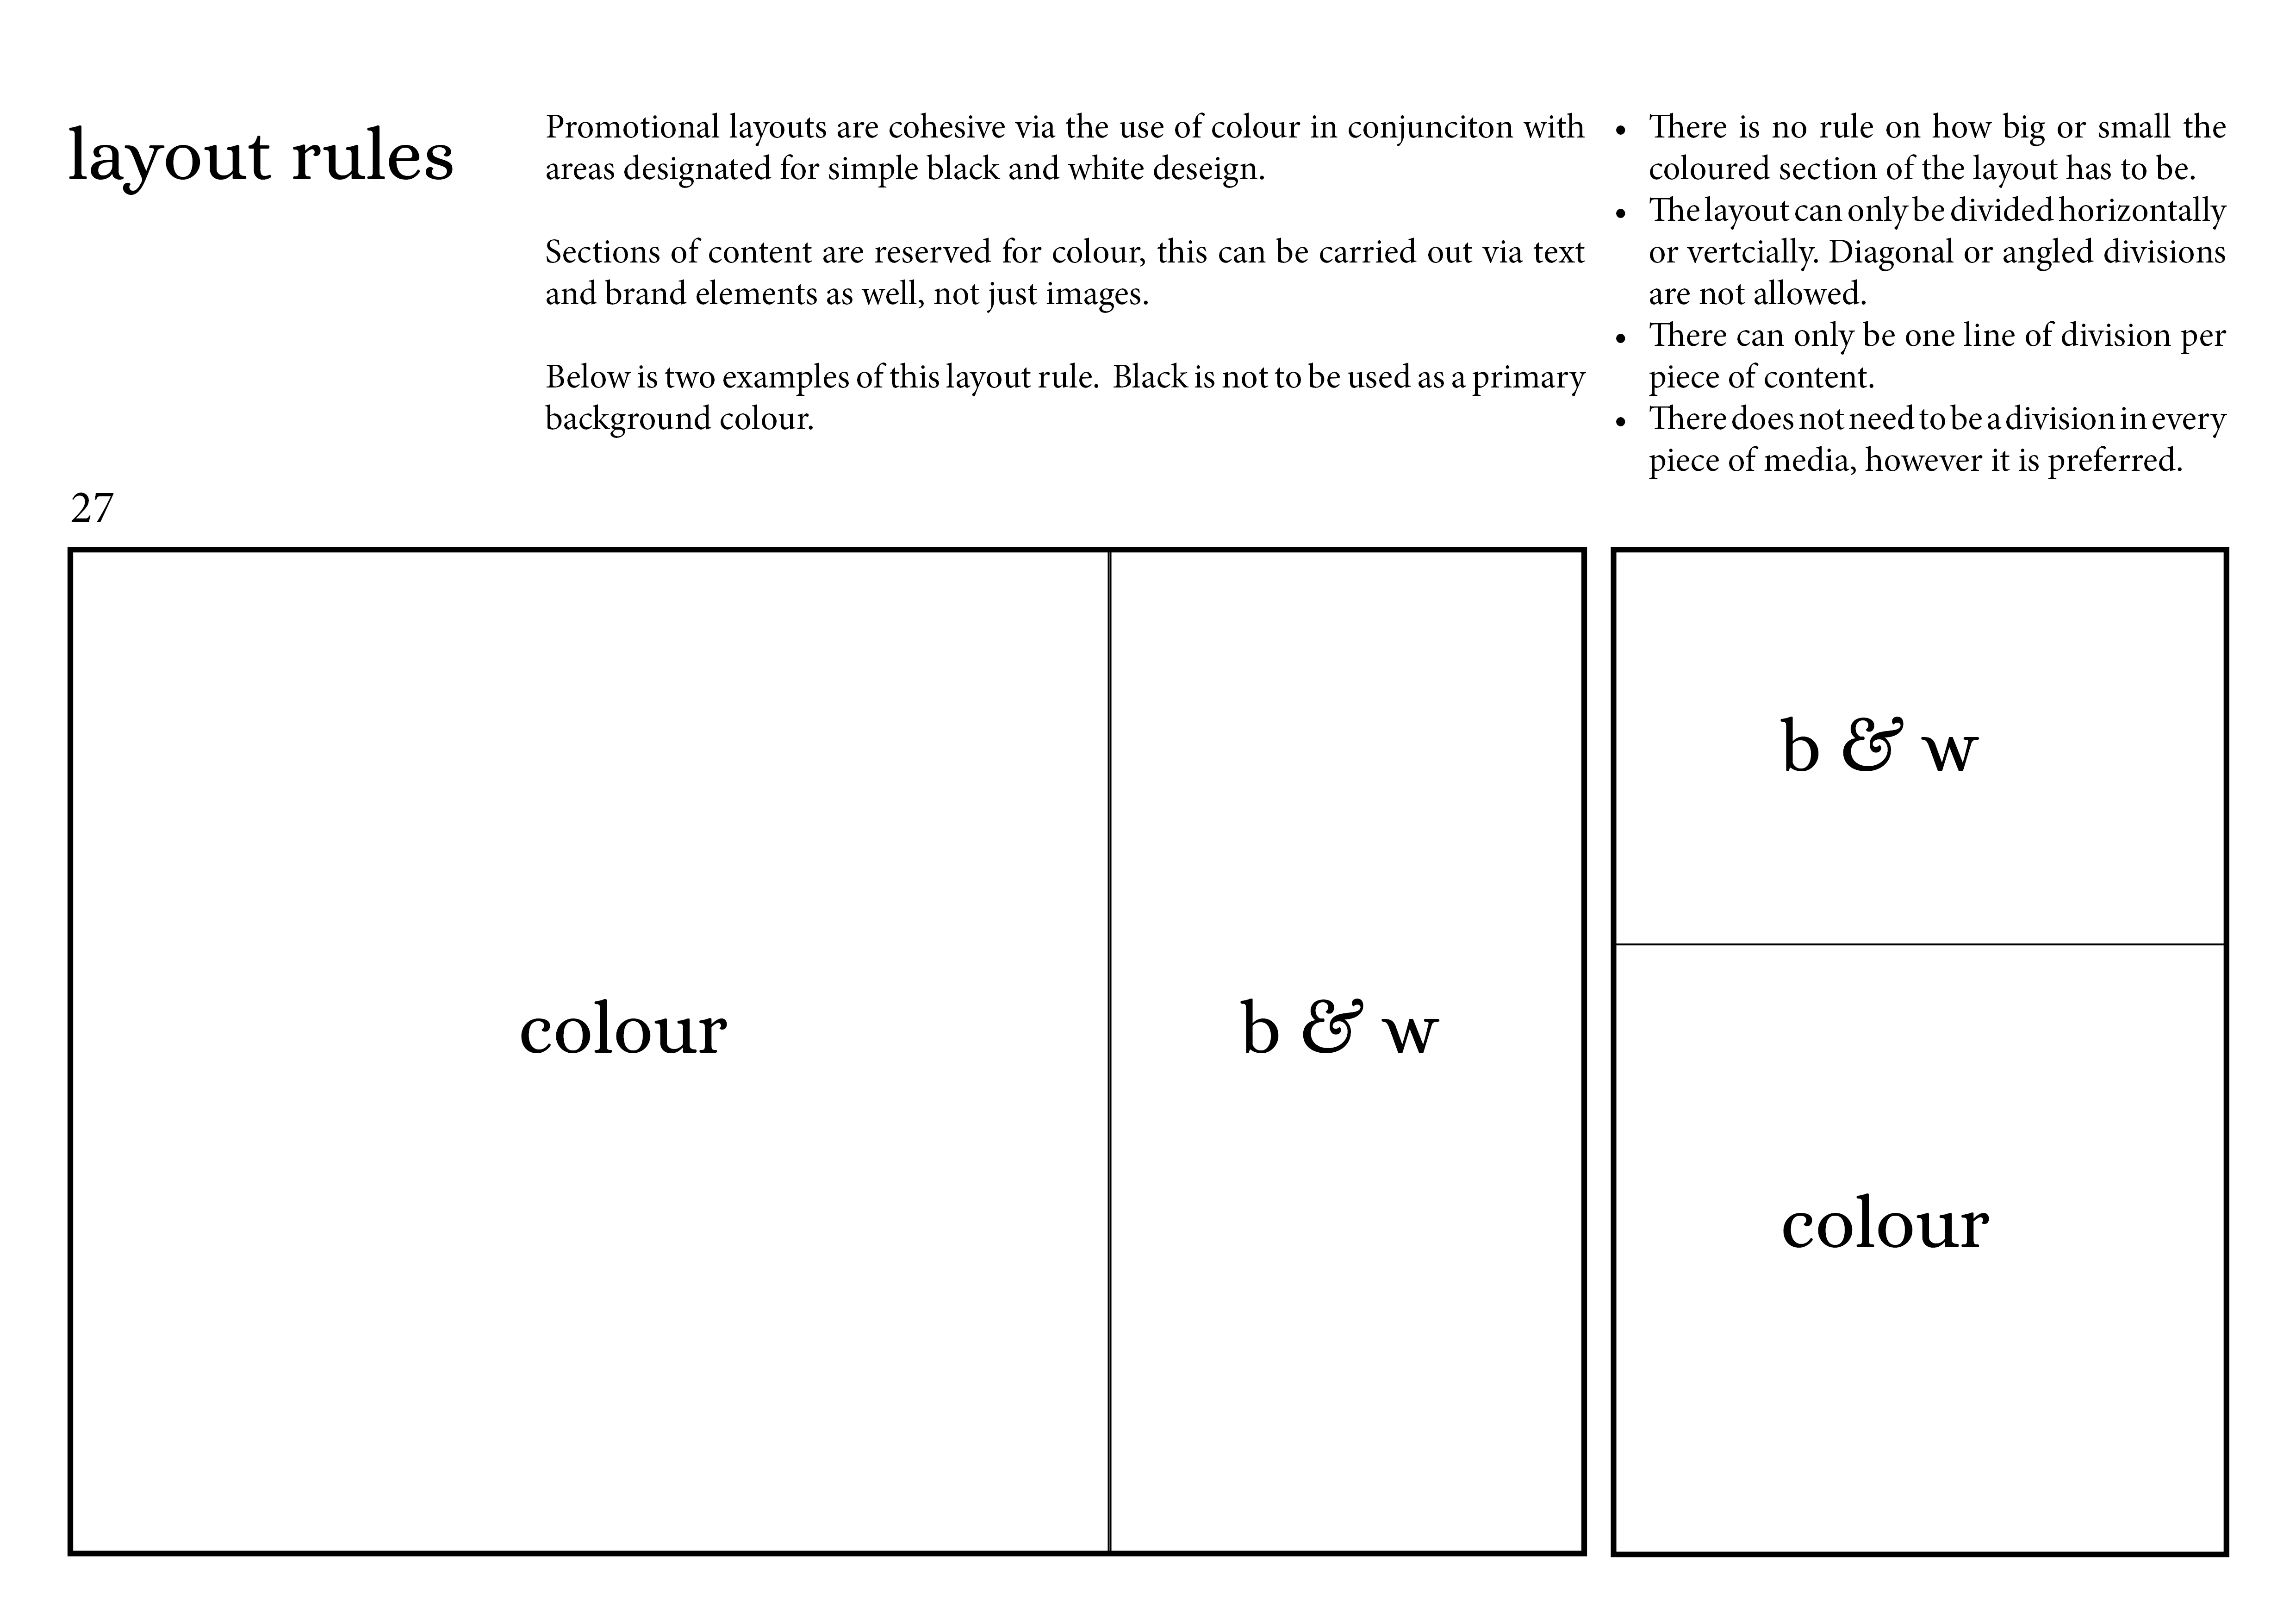 layout rules
Promotional layouts are cohesive via the use of colour in conjunciton with
areas designated for simple black and white deseign.
Sections of content are reserved for colour, this can be carried out via text
and brand elements as well, not just images.
Below is two examples of this layout rule.  Black is not to be used as a primary
background colour.
• There is no rule on how big or small the
coloured section of the layout has to be.
• The layout can only be divided horizontally
or vertcially. Diagonal or angled divisions
are not allowed.
• There can only be one line of division per
piece of content.
• There does not need to be a division in every
piece of media, however it is preferred.
27
colour
b & w
b & w
colour